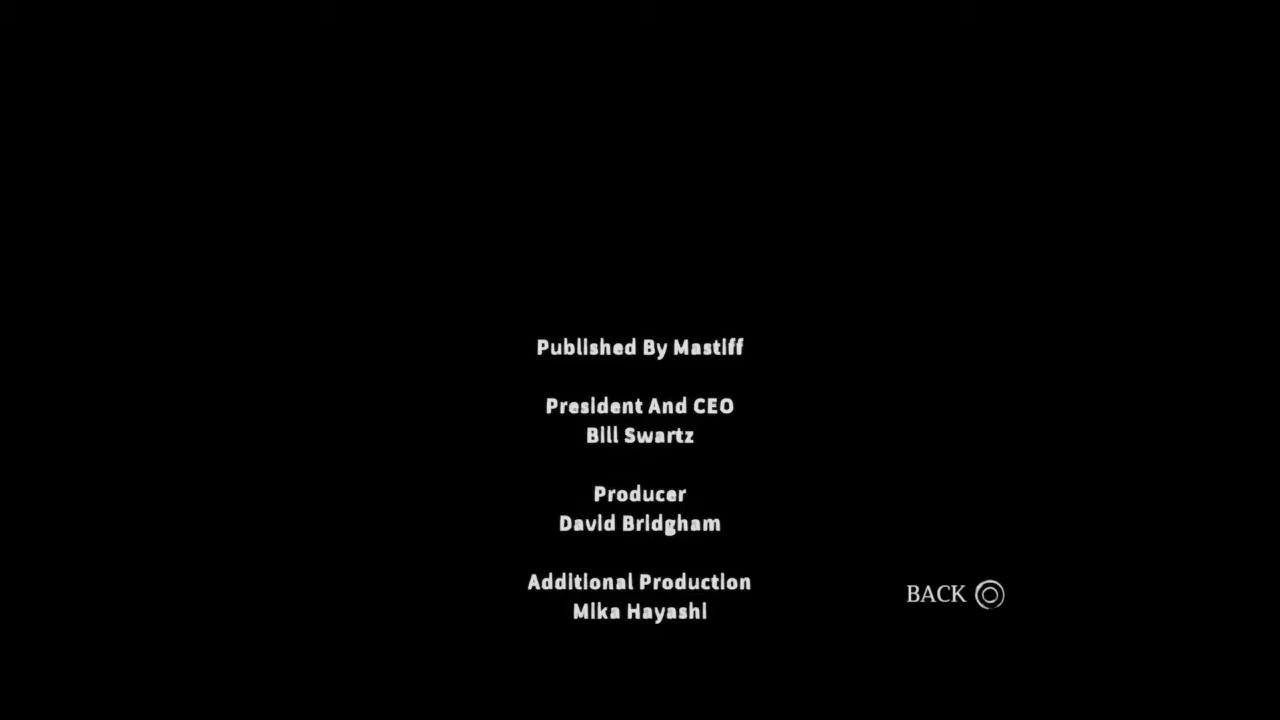 Published By Mastiff
President And CEO
Bill Swartz
Producer
David Bridgham
Additional Production
Mika Hayashi
BACK